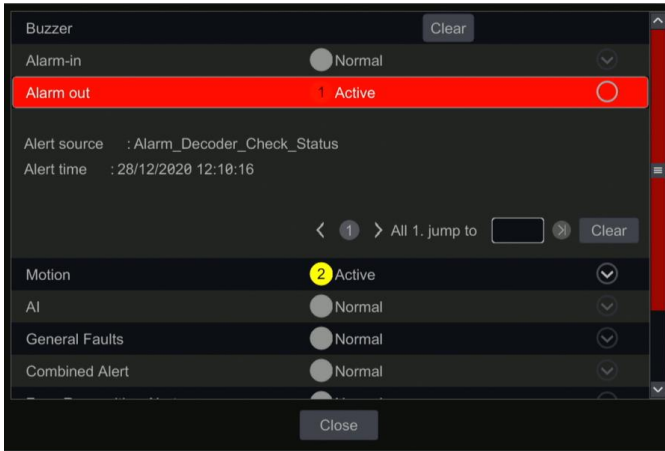 Buzzer Clear
Alarm-in Normal
Alarm out 1 Active
Alert source : Alarm_Decoder_Check_Status
Alert time : 28/12/2020 12:10:16
1 All 1. jump to Clear
Motion 2 Active
AI Normal
General Faults Normal
Combined Alert Normal
Close